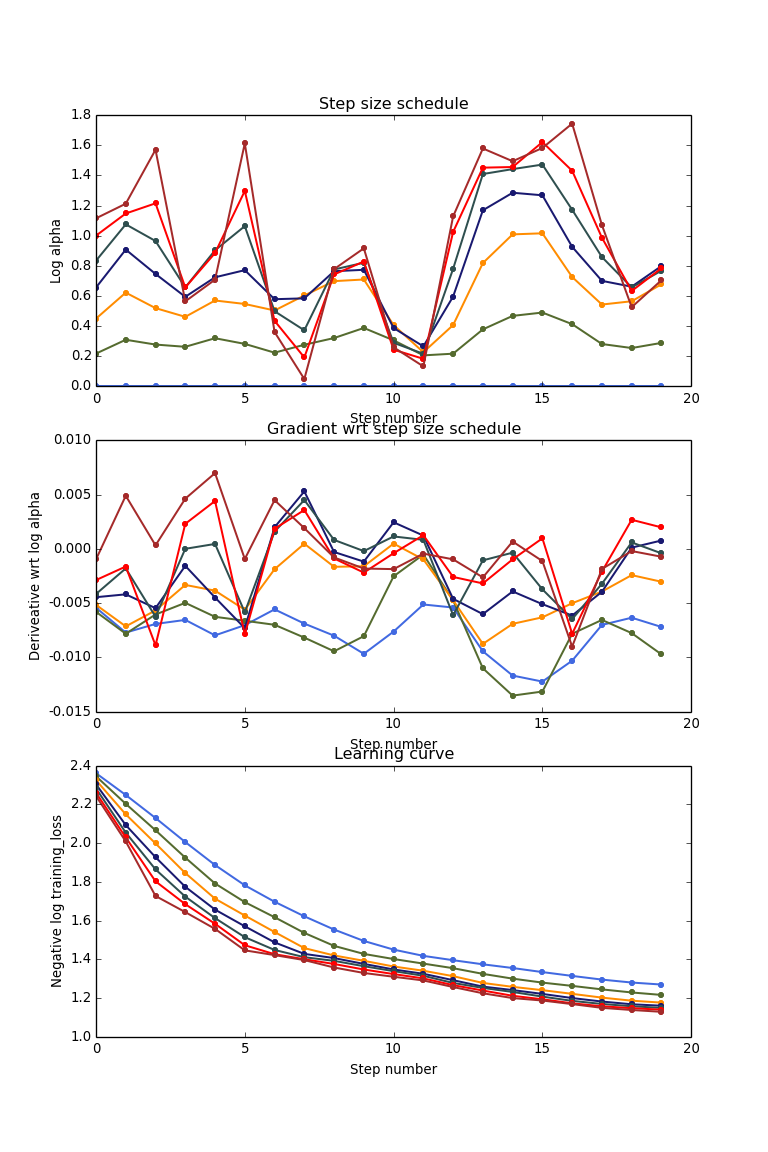 Step size schedule
1.8
1.6
1.4
1.2
1.0
0.8
0.6
0.4
0.2
0.0
Log alpha
0 5 10 15 20
Step number
Gradient wrt step size schedule
0.010
0.005
0.000
-0.005
-0.010
-0.015
Deriveative wrt log alpha
0 5 10 15 20
Step number
Learning curve
2.4
2.2
2.0
1.8
1.6
1.4
1.2
1.0
Negative log training_loss
0 5 10 15 20
Step number